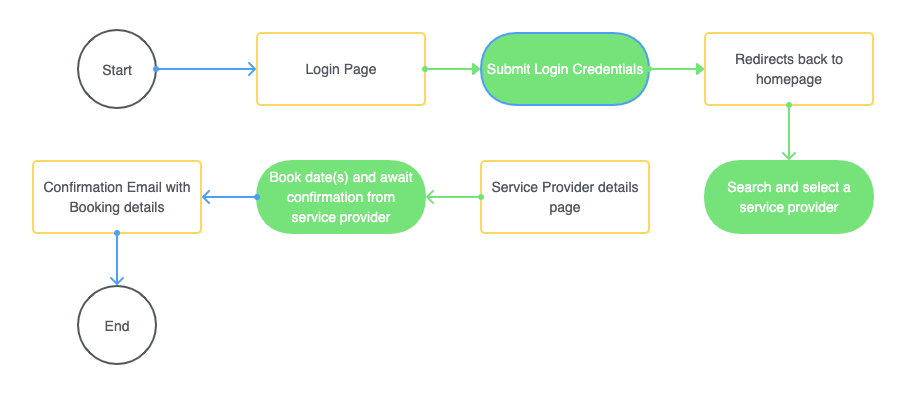 Start
Login Page
Submit Login Credentials
Redirects back to
homepage
Confirmation Email with
Booking details
Book date(s) and await
confirmation from
service provider
Service Provider details
page
Search and select a
service provider
End